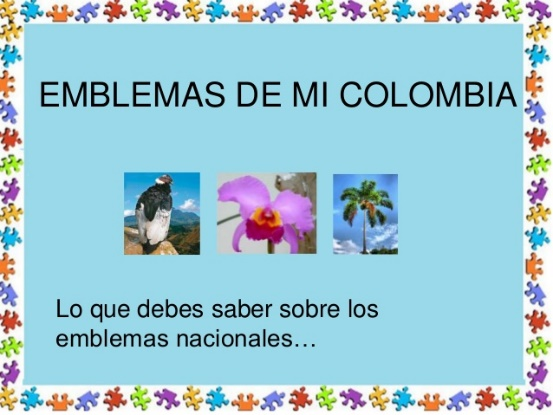 EMBLEMAS DE MI COLOMBIA
Lo que debes saber sobre los
emblemas nacionales…